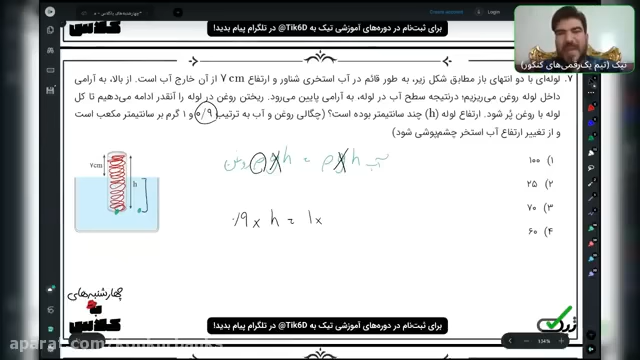 برای ثبت‌نام در دوره‌های آموزشی تیک به Tik6D@ در تلگرام پیام بدید!
تیک (تیم یک‌رقمی‌های کنکور)
۷. لوله‌ای با دو انتهای باز مطابق شکل زیر، به طور قائم در آب استخری شناور و ارتفاع ۷ cm از آن خارج آب است. از بالا، به آرامی
داخل لوله روغن می‌ریزیم؛ درنتیجه سطح آب در لوله، به آرامی پایین می‌رود. ریختن روغن در لوله را آنقدر ادامه می‌دهیم تا کل
لوله با روغن پُر شود. ارتفاع لوله (h) چند سانتیمتر بوده است؟ (چگالی روغن و آب به ترتیب ۰/۹ و ۱ گرم بر سانتیمتر مکعب است
و از تغییر ارتفاع آب استخر چشم‌پوشی شود)
۱) ۱۰۰
۲) ۲۵
۳) ۷۰
۴) ۶۰
۷cm
h
روغن ρgh = ρgh آب
۰/۹ × h = ۱ ×
چهارشنبه‌های
کلاس
تیک
برای ثبت‌نام در دوره‌های آموزشی تیک به Tik6D@ در تلگرام پیام بدید!